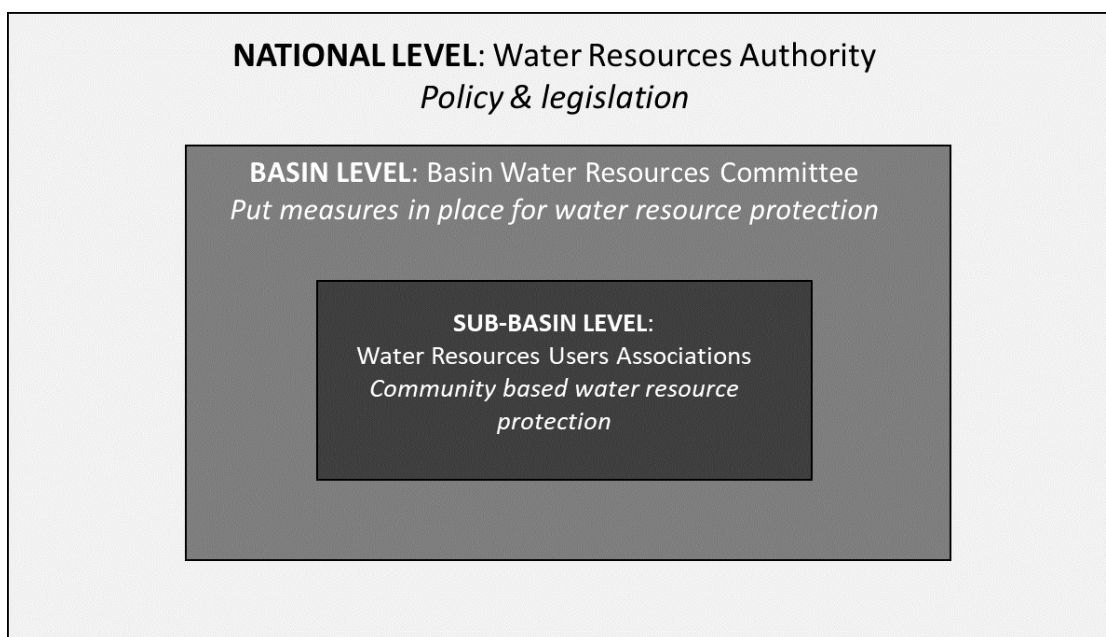 NATIONAL LEVEL: Water Resources Authority
Policy & legislation
BASIN LEVEL: Basin Water Resources Committee
Put measures in place for water resource protection
SUB-BASIN LEVEL:
Water Resources Users Associations
Community based water resource
protection